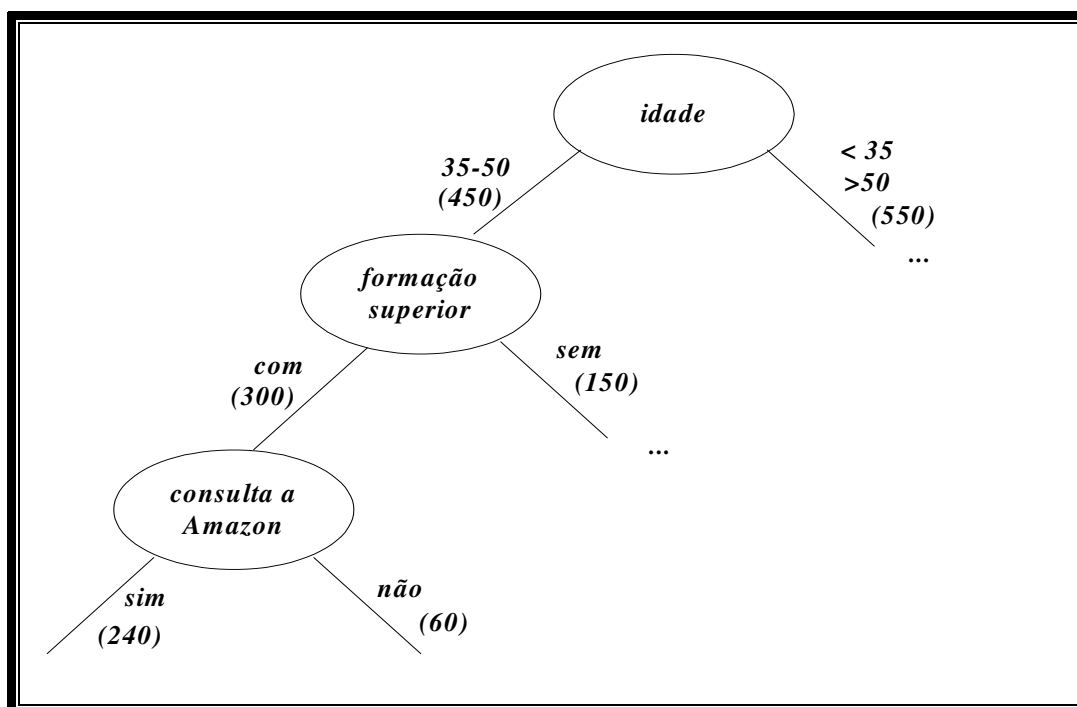 idade
35-50
(450)
< 35
>50
(550)
...
formação
superior
com
(300)
sem
(150)
...
consulta a
Amazon
sim
(240)
não
(60)